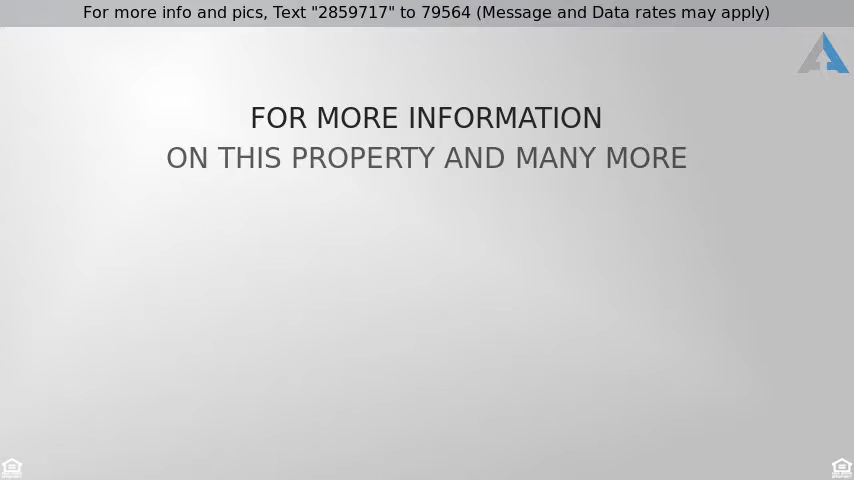 For more info and pics, Text "2859717" to 79564 (Message and Data rates may apply)
FOR MORE INFORMATION
ON THIS PROPERTY AND MANY MORE